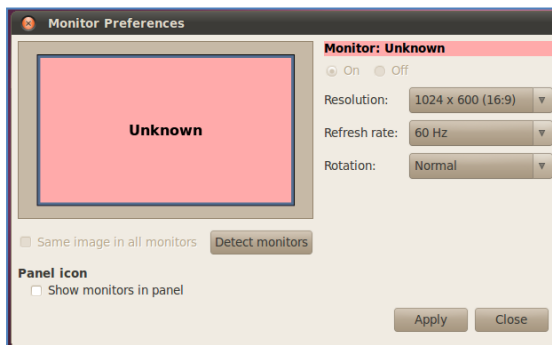 Monitor Preferences
Unknown
Monitor: Unknown
On Off
Resolution: 1024 x 600 (16:9)
Refresh rate: 60 Hz
Rotation: Normal
Same image in all monitors Detect monitors
Panel icon
Show monitors in panel
Apply Close